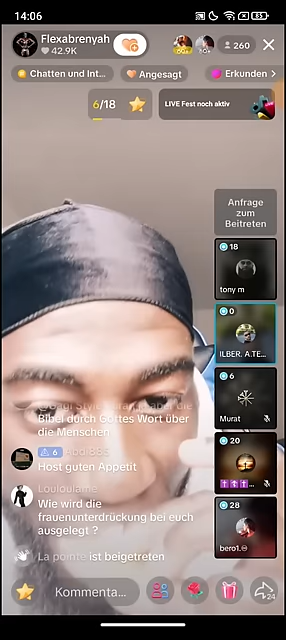 14:06
85
Flexabrenyah
42.9K
260
Chatten und Int...
Angesagt
Erkunden >
6/18
LIVE Fest noch aktiv
Anfrage
zum
Beitreten
18
tony m
0
ILBER. A.TE...
6
Murat
20
28
bero1.
Bibel durch Gottes Wort über
die Menschen
6
Host guten Appetit
Louloulame
Wie wird die
frauenunterdrückung bei euch
ausgelegt ?
La pointe ist beigetreten
Kommenta...
24